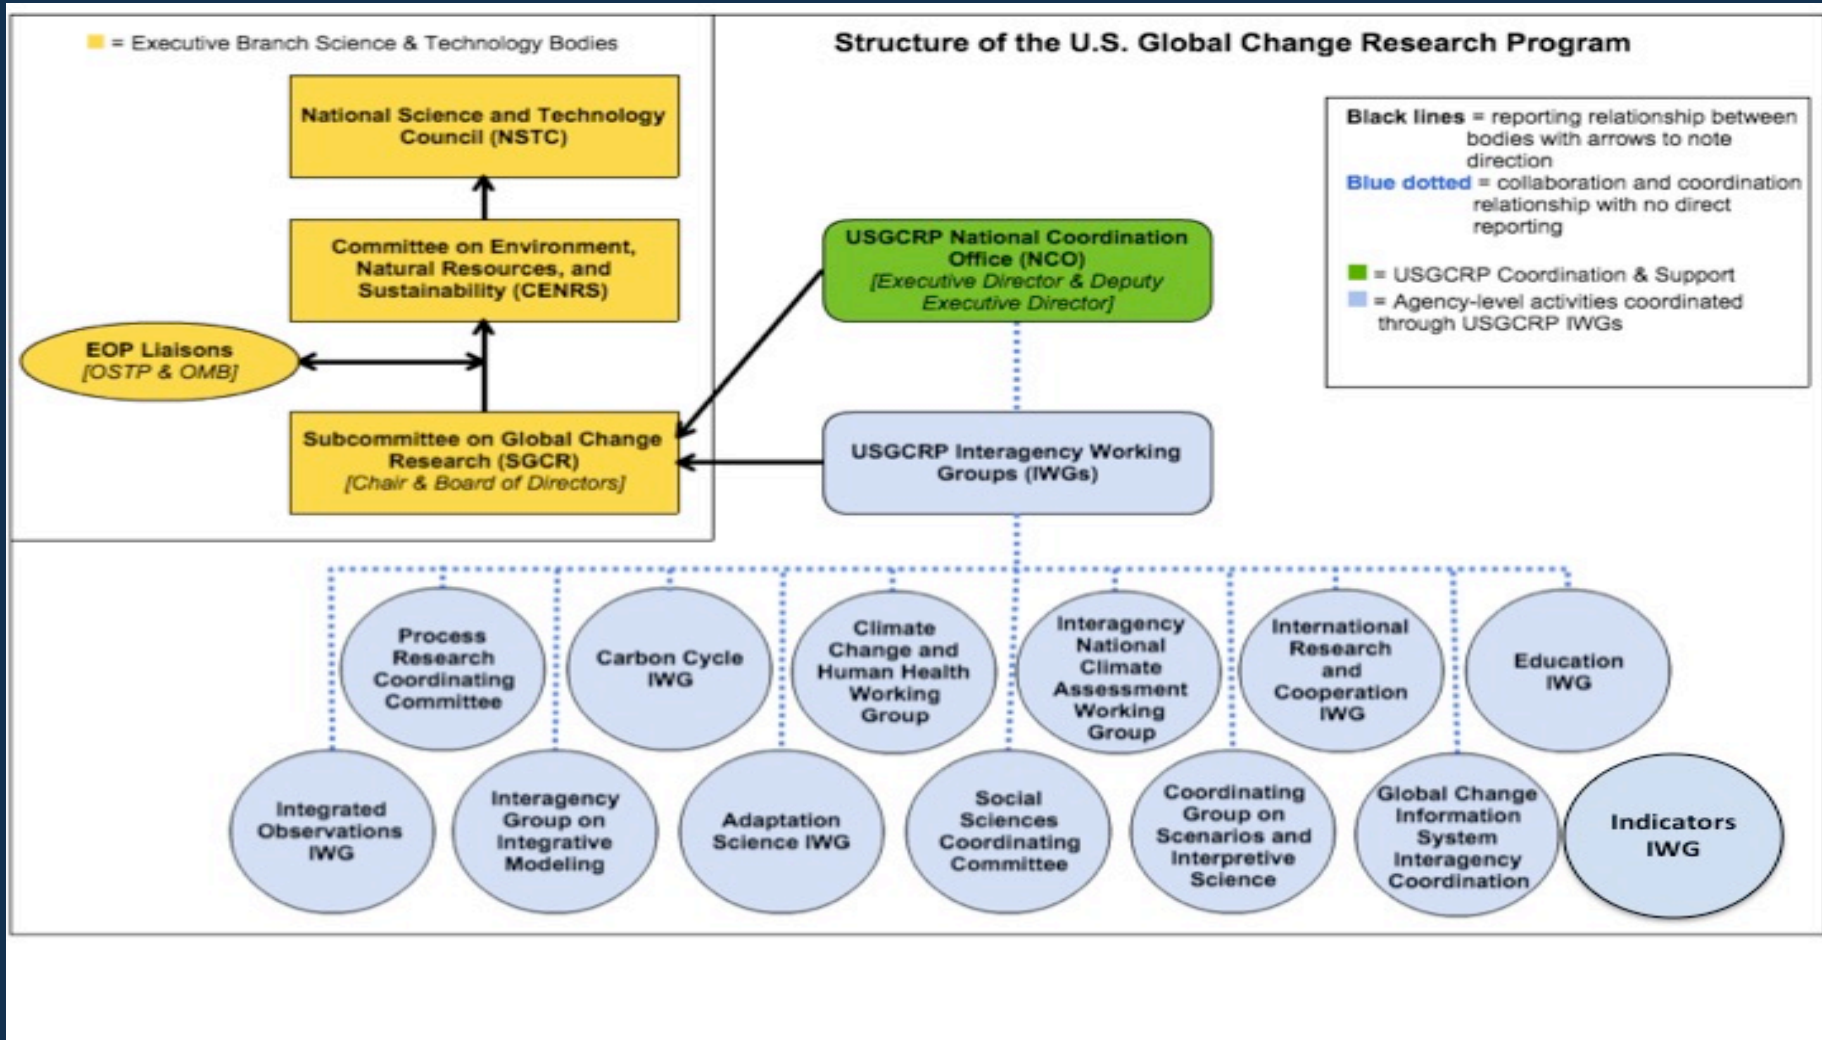 = Executive Branch Science & Technology Bodies
Structure of the U.S. Global Change Research Program
National Science and Technology
Council (NSTC)
Black lines = reporting relationship between
bodies with arrows to note
direction
Blue dotted = collaboration and coordination
relationship with no direct
reporting
= USGCRP Coordination & Support
= Agency-level activities coordinated
through USGCRP IWGs
Committee on Environment,
Natural Resources, and
Sustainability (CENRS)
USGCRP National Coordination
Office (NCO)
[Executive Director & Deputy
Executive Director]
EOP Liaisons
[OSTP & OMB]
Subcommittee on Global Change
Research (SGCR)
[Chair & Board of Directors]
USGCRP Interagency Working
Groups (IWGs)
Process
Research
Coordinating
Committee
Carbon Cycle
IWG
Climate
Change and
Human Health
Working
Group
Interagency
National
Climate
Assessment
Working
Group
International
Research
and
Cooperation
IWG
Education
IWG
Integrated
Observations
IWG
Interagency
Group on
Integrative
Modeling
Adaptation
Science IWG
Social
Sciences
Coordinating
Committee
Coordinating
Group on
Scenarios and
Interpretive
Science
Global Change
Information
System
Interagency
Coordination
Indicators
IWG